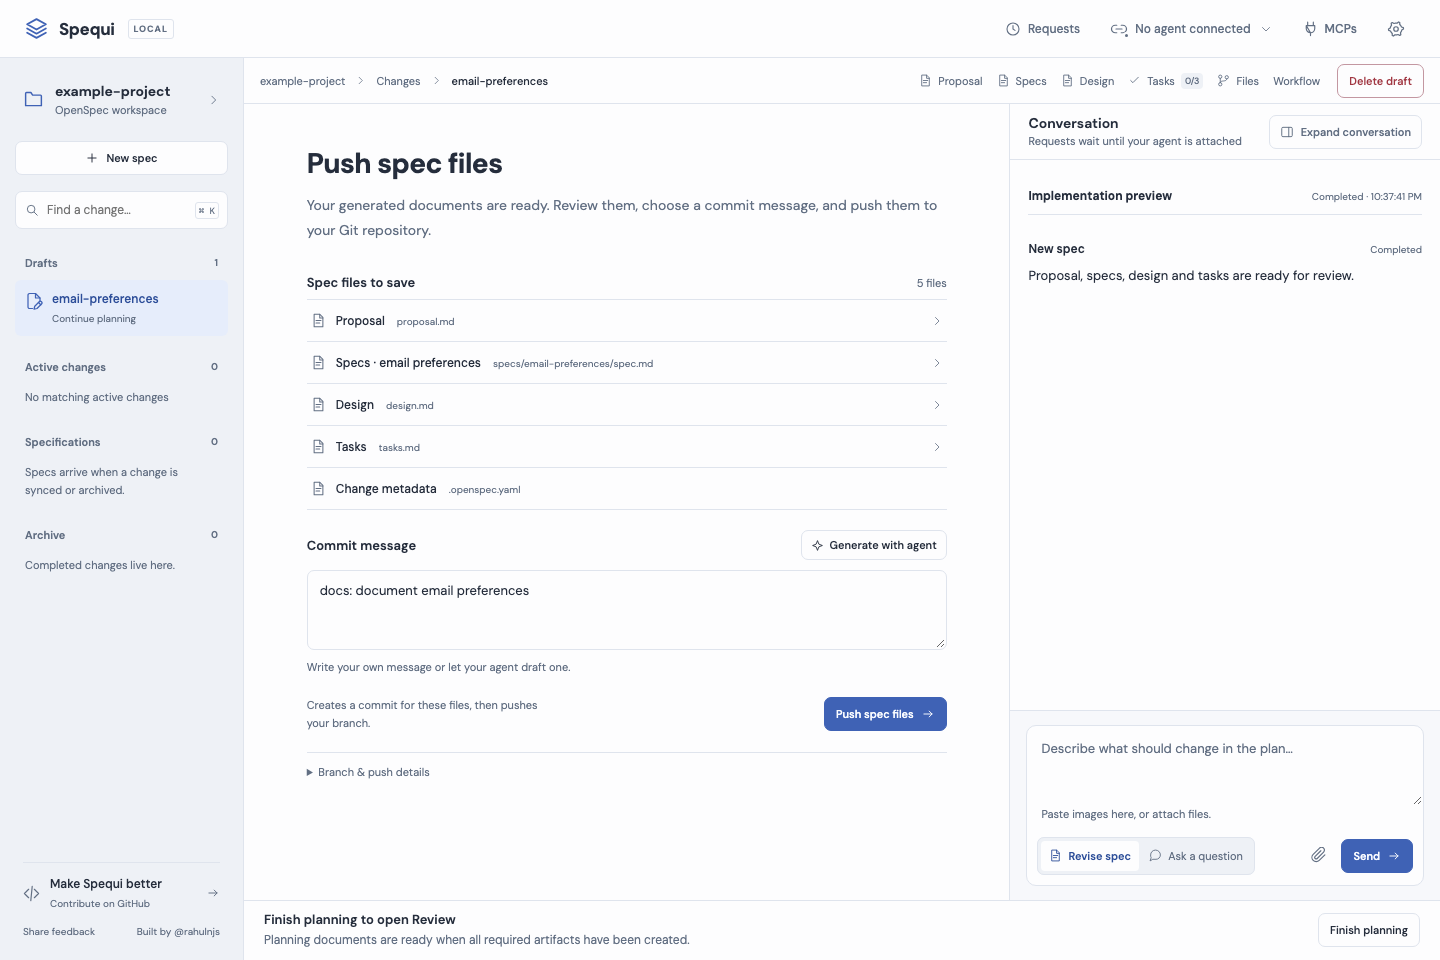 Spequi
LOCAL
Requests
No agent connected
MCPs
example-project
OpenSpec workspace
New spec
Find a change...
⌘ K
Drafts
1
email-preferences
Continue planning
Active changes
0
No matching active changes
Specifications
0
Specs arrive when a change is
synced or archived.
Archive
0
Completed changes live here.
Make Spequi better
Contribute on GitHub
Share feedback
Built by @rahulnjs
example-project
Changes
email-preferences
Proposal
Specs
Design
Tasks
0/3
Files
Workflow
Delete draft
Push spec files
Your generated documents are ready. Review them, choose a commit message, and push them to
your Git repository.
Spec files to save
5 files
Proposal proposal.md
Specs · email preferences specs/email-preferences/spec.md
Design design.md
Tasks tasks.md
Change metadata .openspec.yaml
Commit message
Generate with agent
docs: document email preferences
Write your own message or let your agent draft one.
Creates a commit for these files, then pushes
your branch.
Push spec files
Branch & push details
Conversation
Requests wait until your agent is attached
Expand conversation
Implementation preview
Completed · 10:37:41 PM
New spec
Completed
Proposal, specs, design and tasks are ready for review.
Describe what should change in the plan...
Paste images here, or attach files.
Revise spec
Ask a question
Send
Finish planning to open Review
Planning documents are ready when all required artifacts have been created.
Finish planning